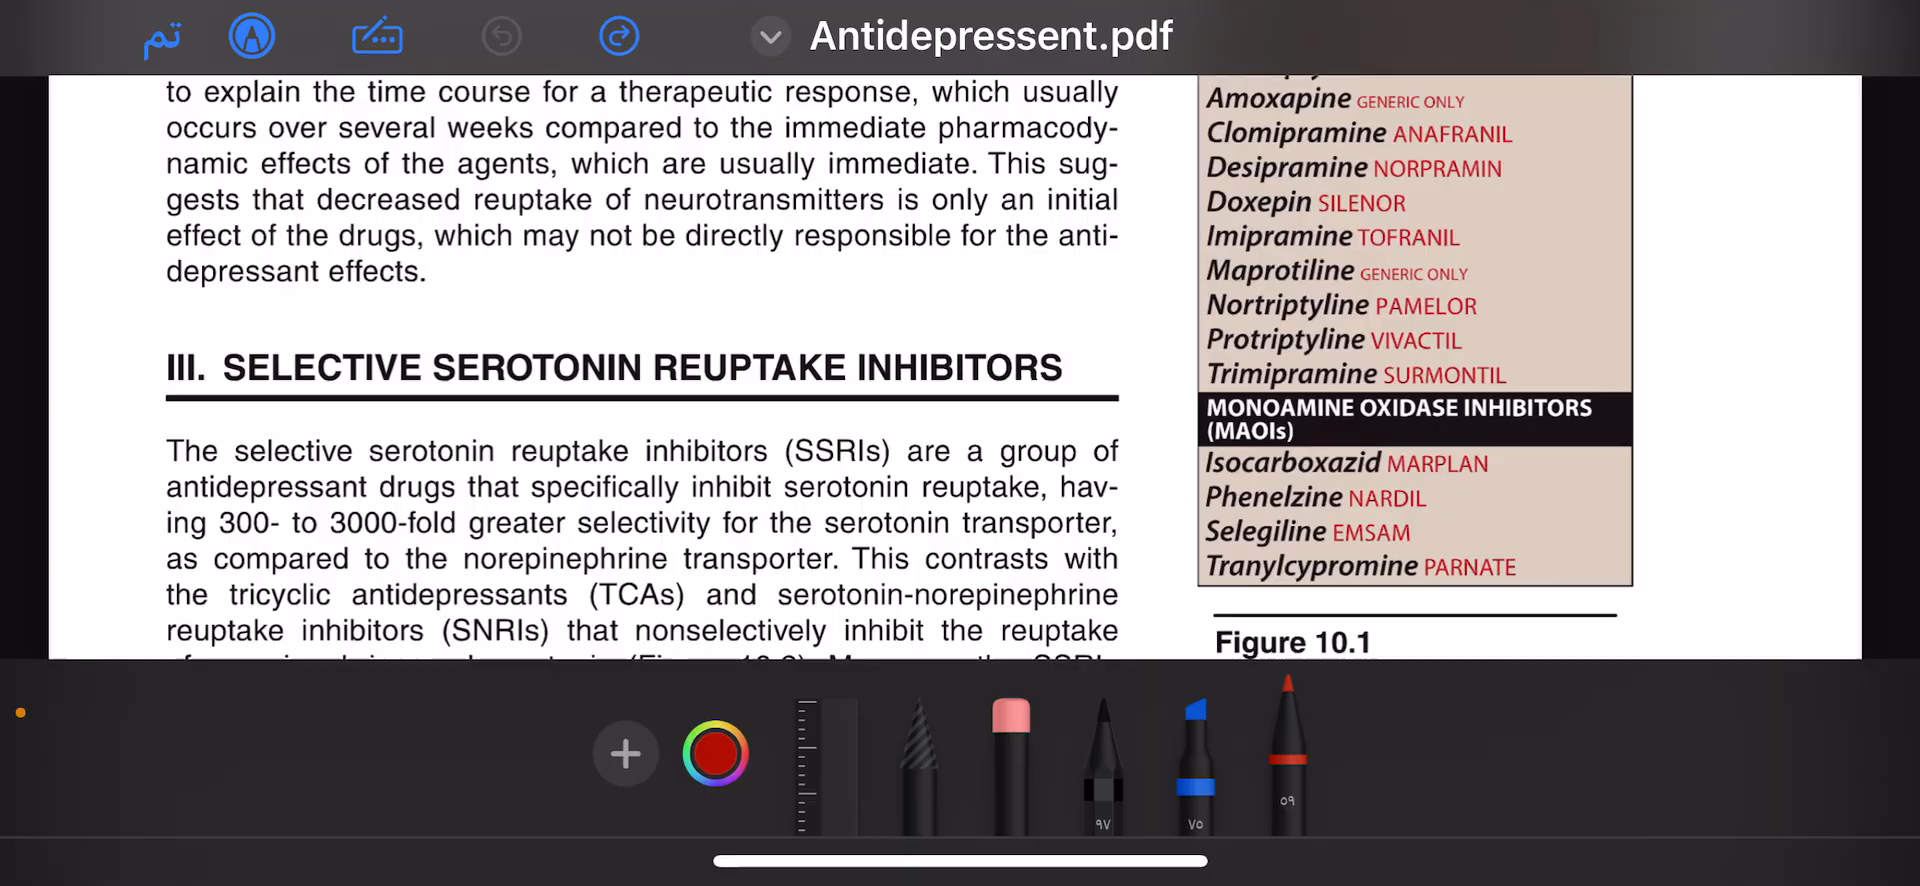 تم
Antidepressent.pdf
to explain the time course for a therapeutic response, which usually
occurs over several weeks compared to the immediate pharmacody-
namic effects of the agents, which are usually immediate. This sug-
gests that decreased reuptake of neurotransmitters is only an initial
effect of the drugs, which may not be directly responsible for the anti-
depressant effects.
III. SELECTIVE SEROTONIN REUPTAKE INHIBITORS
The selective serotonin reuptake inhibitors (SSRIs) are a group of
antidepressant drugs that specifically inhibit serotonin reuptake, hav-
ing 300- to 3000-fold greater selectivity for the serotonin transporter,
as compared to the norepinephrine transporter. This contrasts with
the tricyclic antidepressants (TCAs) and serotonin-norepinephrine
reuptake inhibitors (SNRIs) that nonselectively inhibit the reuptake
Amoxapine GENERIC ONLY
Clomipramine ANAFRANIL
Desipramine NORPRAMIN
Doxepin SILENOR
Imipramine TOFRANIL
Maprotiline GENERIC ONLY
Nortriptyline PAMELOR
Protriptyline VIVACTIL
Trimipramine SURMONTIL
MONOAMINE OXIDASE INHIBITORS
(MAOIs)
Isocarboxazid MARPLAN
Phenelzine NARDIL
Selegiline EMSAM
Tranylcypromine PARNATE
Figure 10.1
٩٧
٧٥
٥٩